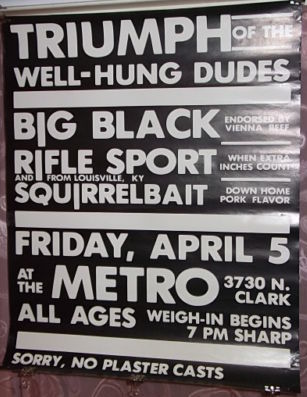 TRIUMPH OF THE
WELL-HUNG DUDES
BIG BLACK ENDORSED BY
VIENNA BEEF
RIFLE SPORT WHEN EXTRA
INCHES COUNT
AND FROM LOUISVILLE, KY
SQUIRRELBAIT DOWN HOME
PORK FLAVOR
FRIDAY, APRIL 5
AT THE METRO 3730 N.
CLARK
ALL AGES WEIGH-IN BEGINS
7 PM SHARP
SORRY, NO PLASTER CASTS